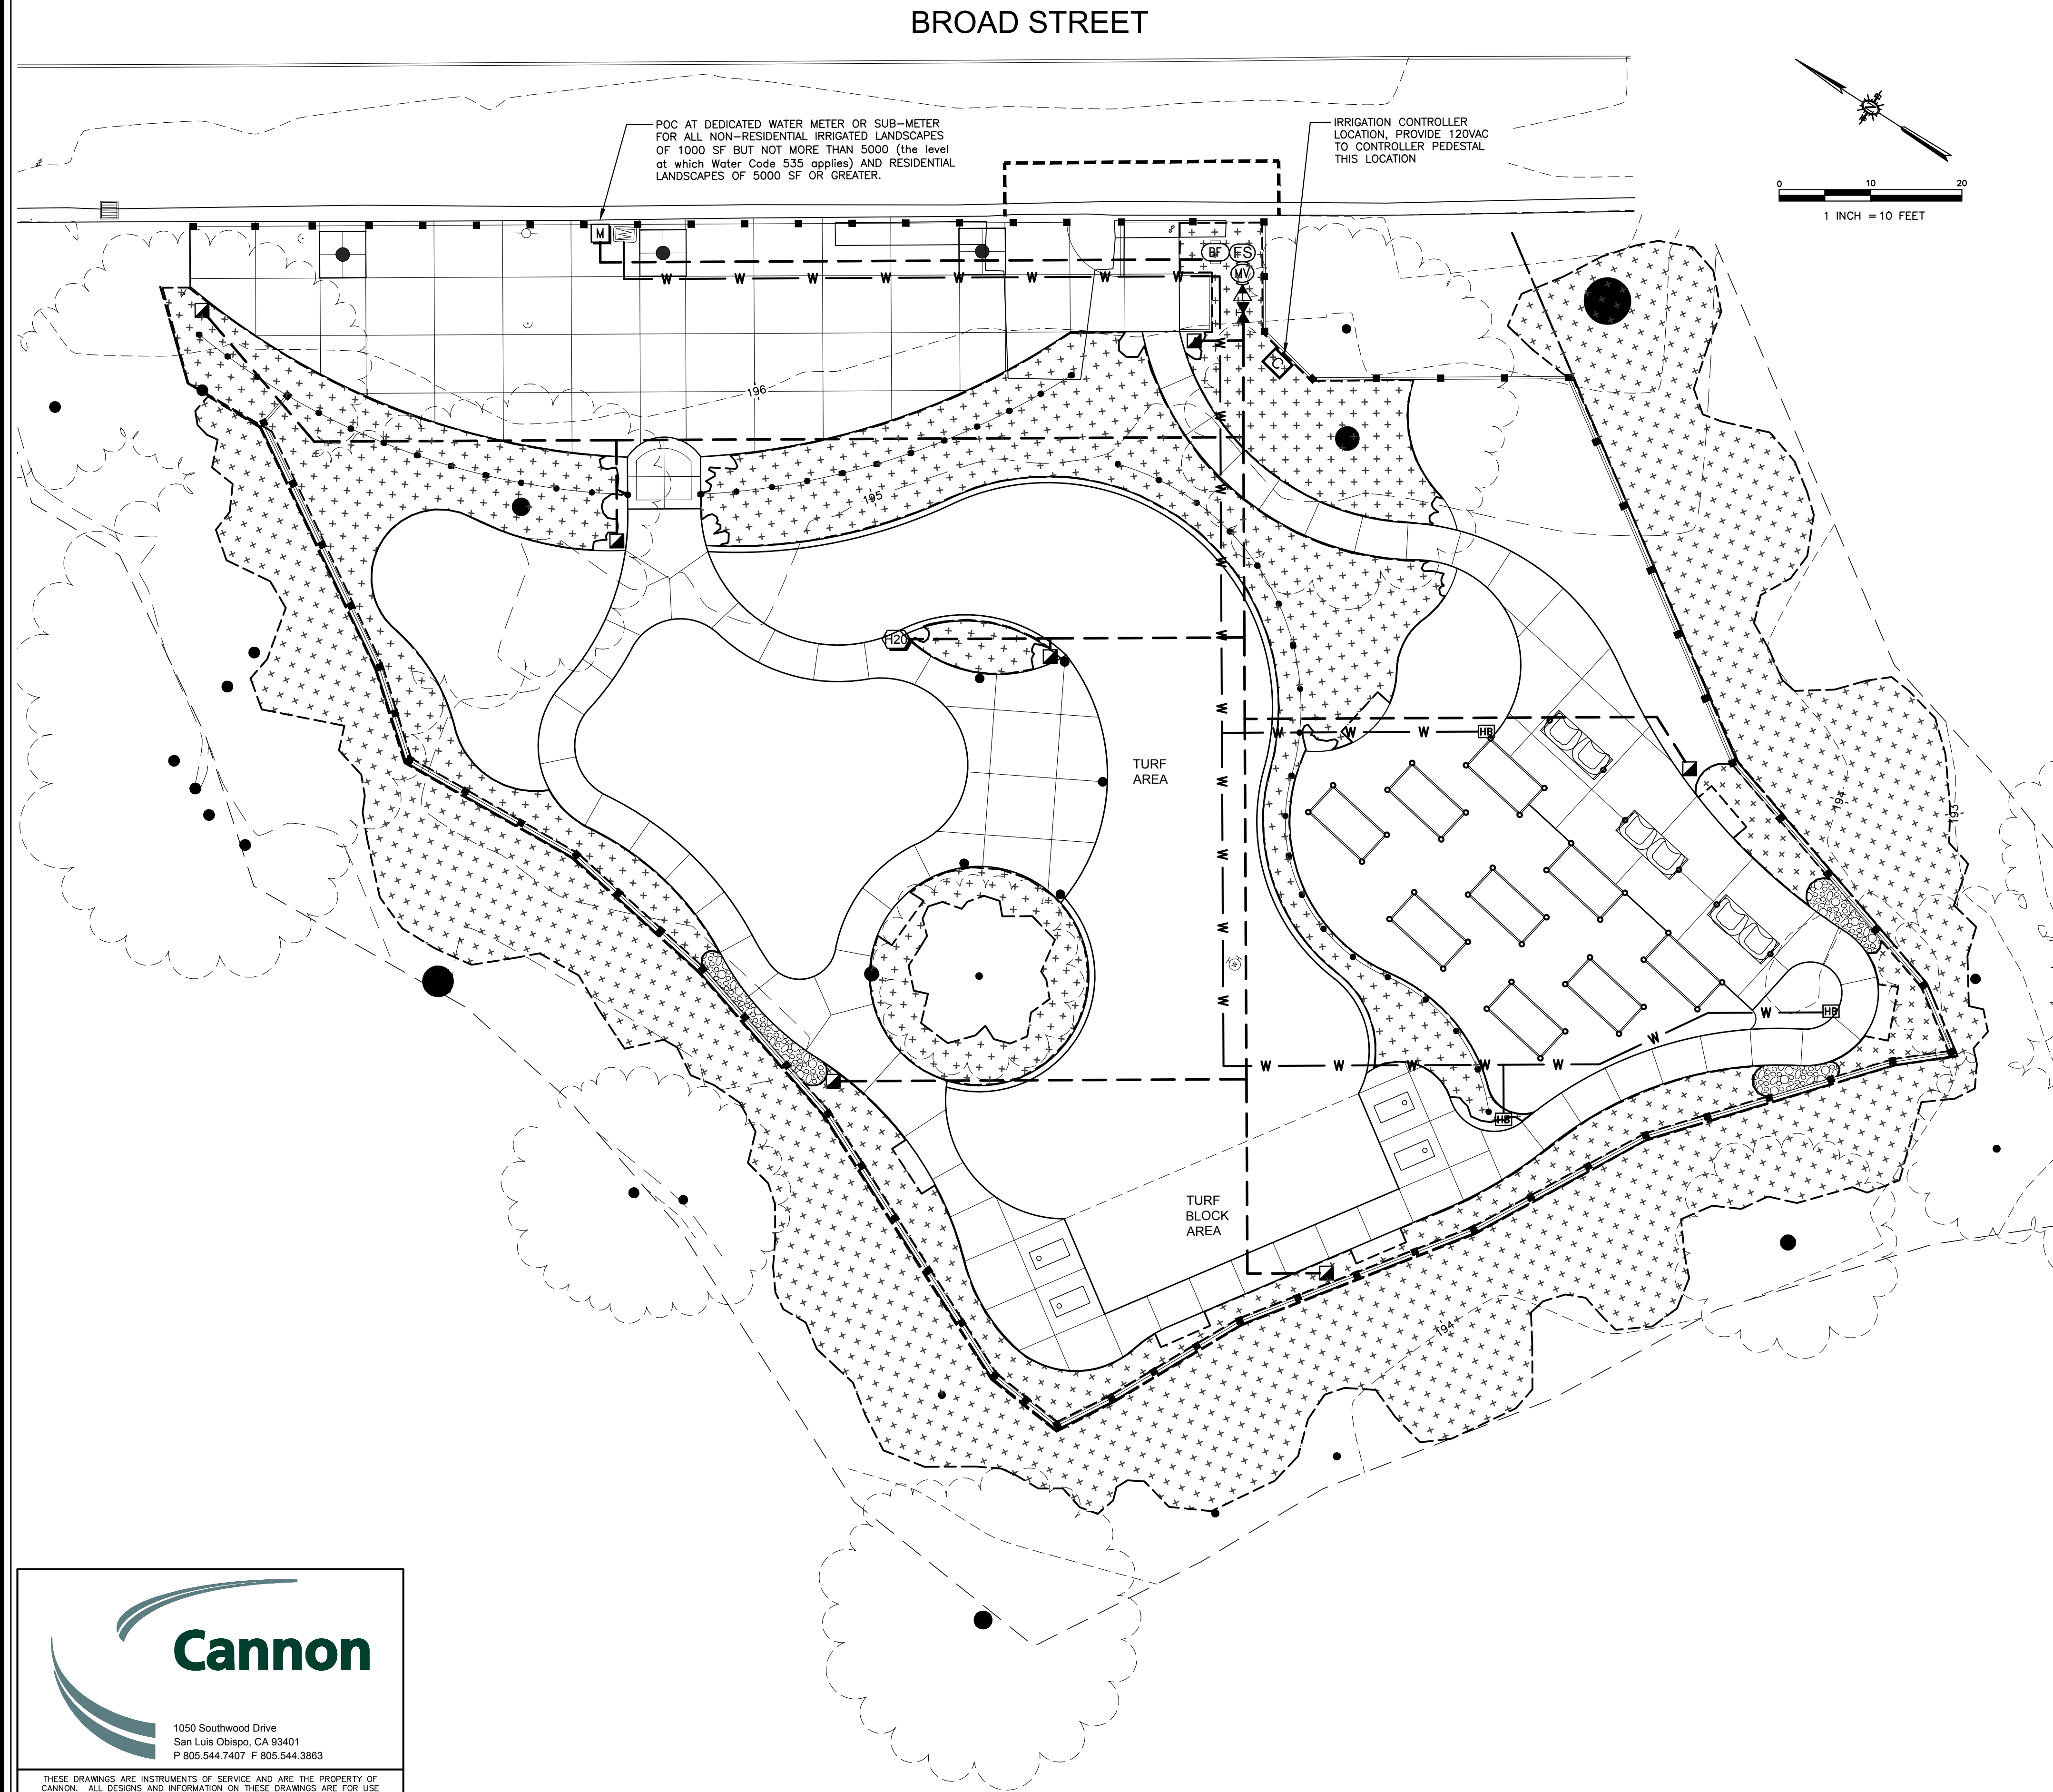 BROAD STREET
POC AT DEDICATED WATER METER OR SUB-METER
FOR ALL NON-RESIDENTIAL IRRIGATED LANDSCAPES
OF 1000 SF BUT NOT MORE THAN 5000 (the level
at which Water Code 535 applies) AND RESIDENTIAL
LANDSCAPES OF 5000 SF OR GREATER.
IRRIGATION CONTROLLER
LOCATION, PROVIDE 120VAC
TO CONTROLLER PEDESTAL
THIS LOCATION
0 10 20
1 INCH = 10 FEET
M
BF FS
MV
C
W W W W W W W W
196
195
W
W
W
W
H20
W
W
W W W HB
TURF
AREA
W
W
W
W
194
193
W HB
W
W W W W W
HB
TURF
BLOCK
AREA
194
Cannon
1050 Southwood Drive
San Luis Obispo, CA 93401
P 805.544.7407 F 805.544.3863
THESE DRAWINGS ARE INSTRUMENTS OF SERVICE AND ARE THE PROPERTY OF
CANNON. ALL DESIGNS AND INFORMATION ON THESE DRAWINGS ARE FOR USE